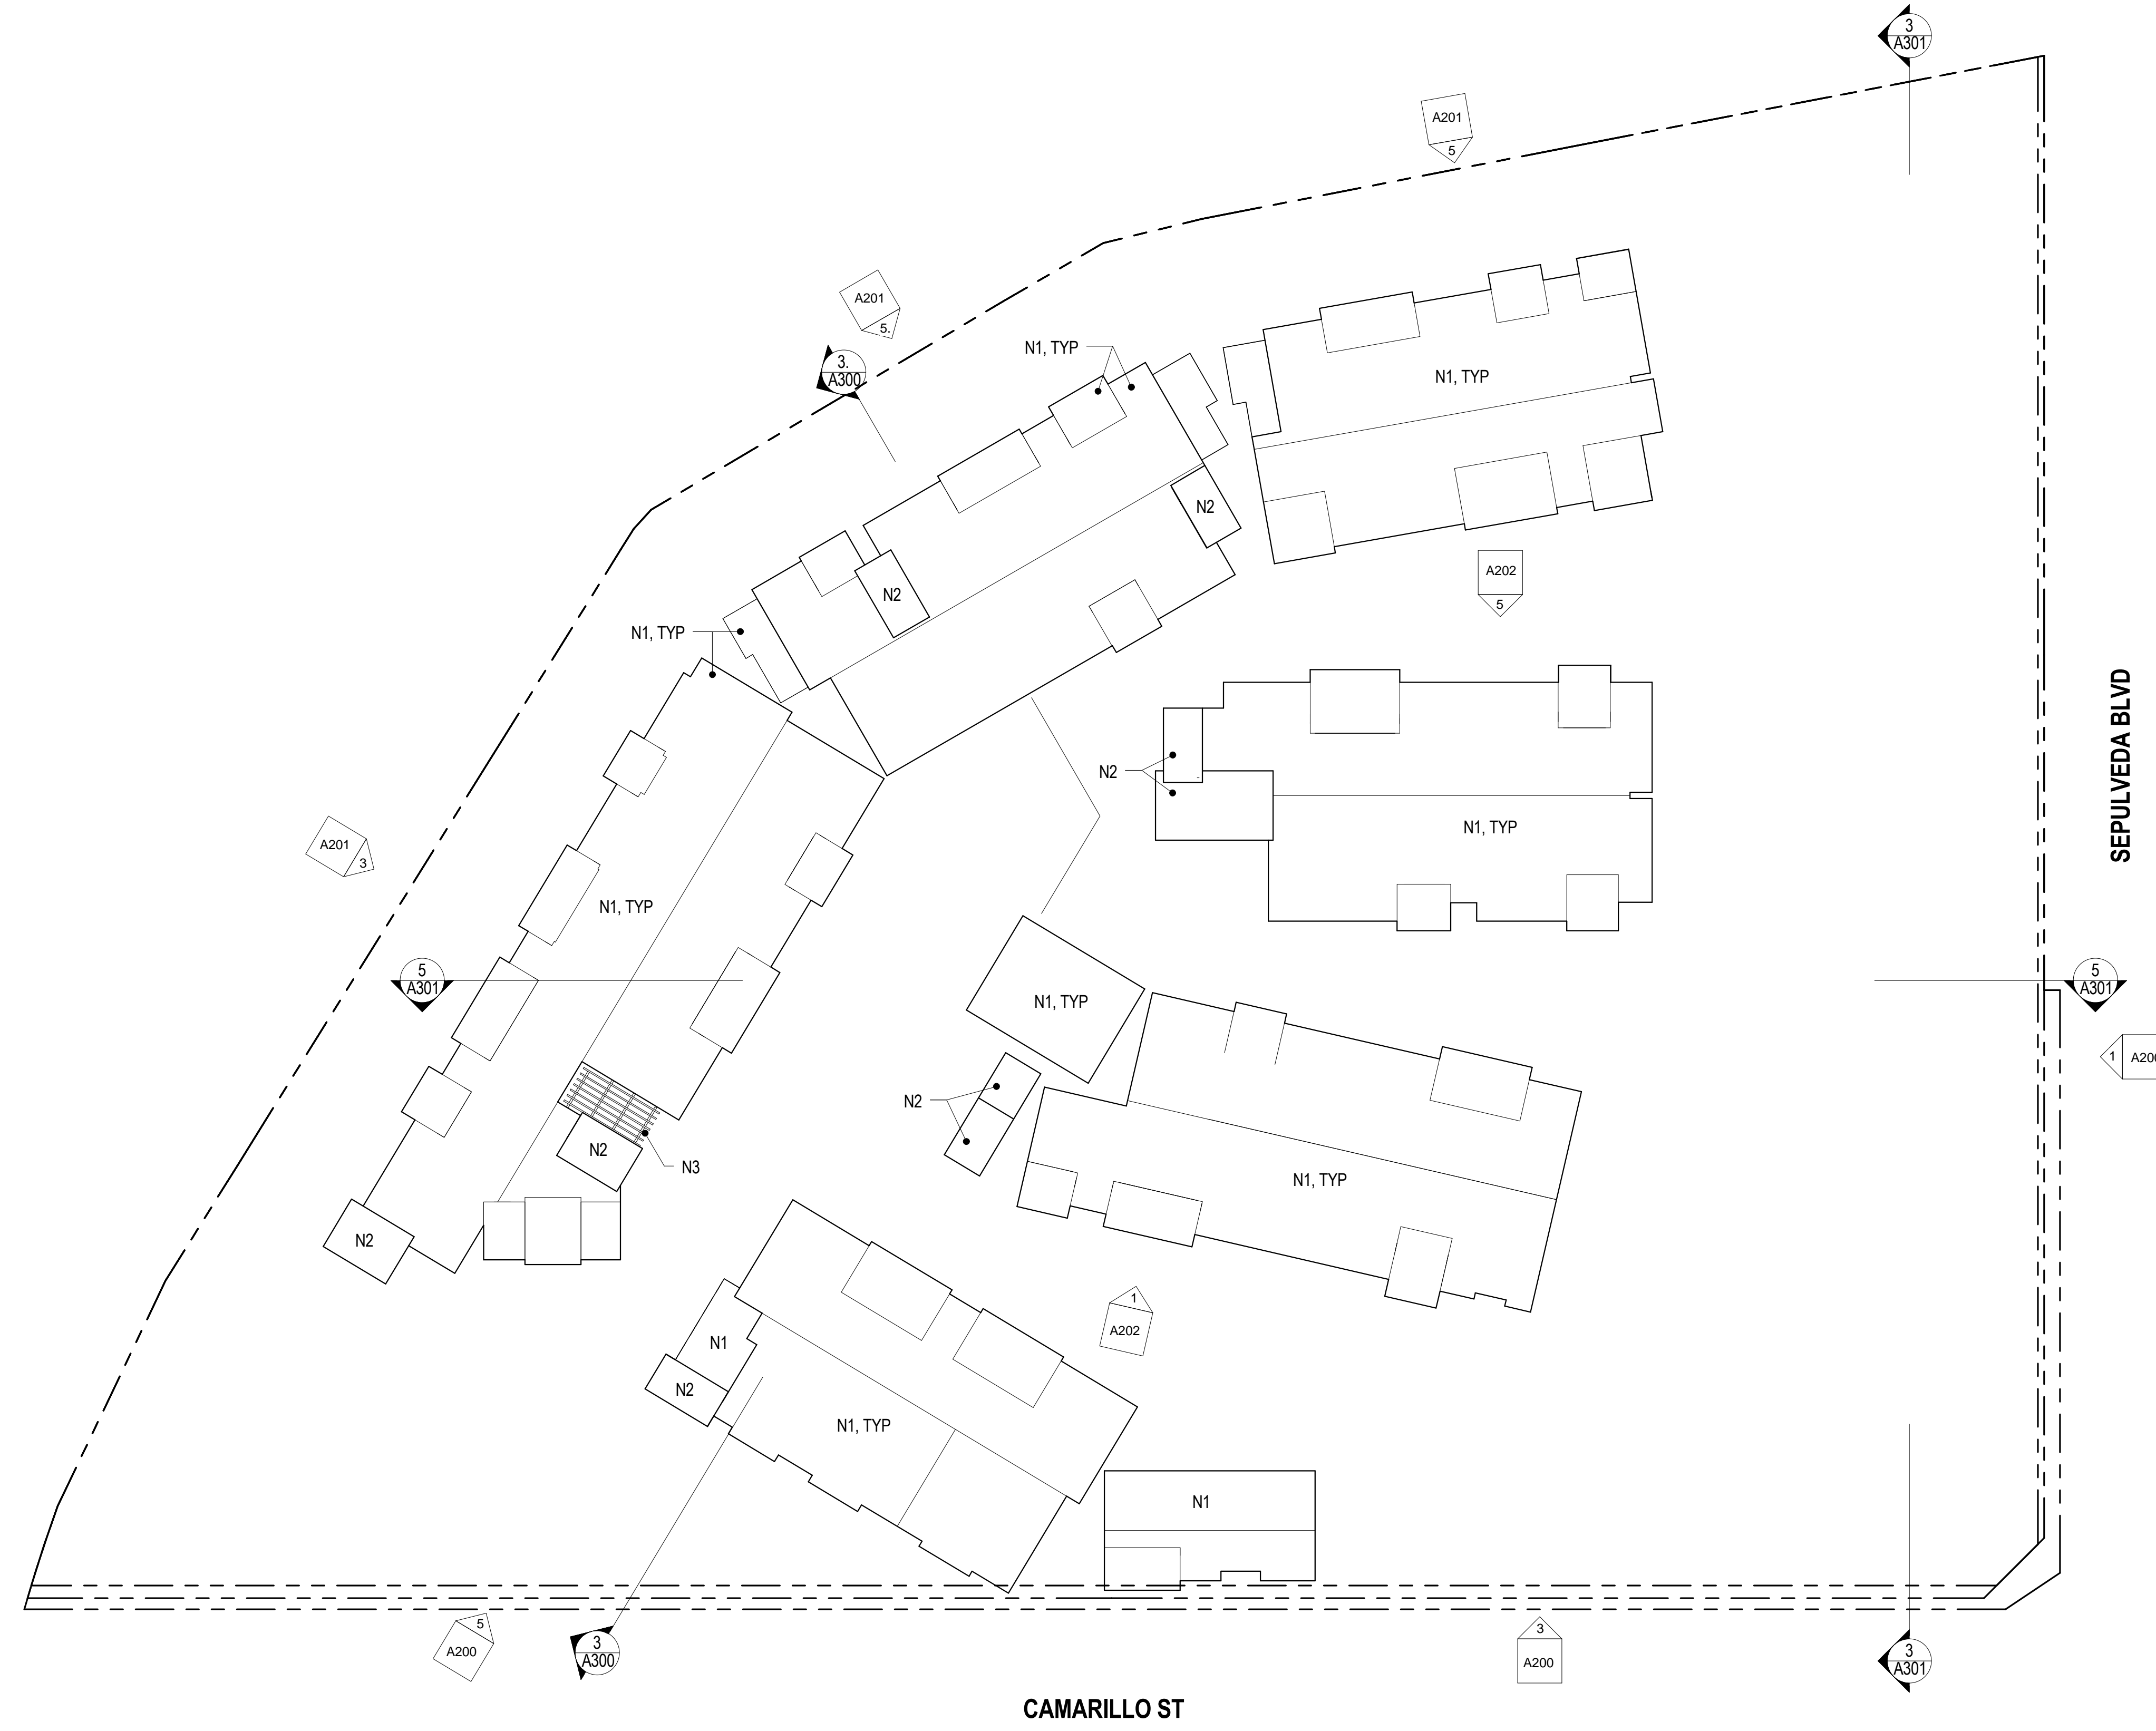 3
A301
A201
5
A201
5.
N1, TYP
3.
A300
N1, TYP
N2
A202
5
N2
N1, TYP
SEPULVEDA BLVD
N2
N1, TYP
A201
3
N1, TYP
5
A301
5
A301
N1, TYP
1
N2
N2
N3
N1, TYP
N2
1
A202
N1
N2
N1, TYP
N1
5
A200
3
A300
3
A200
3
A301
CAMARILLO ST